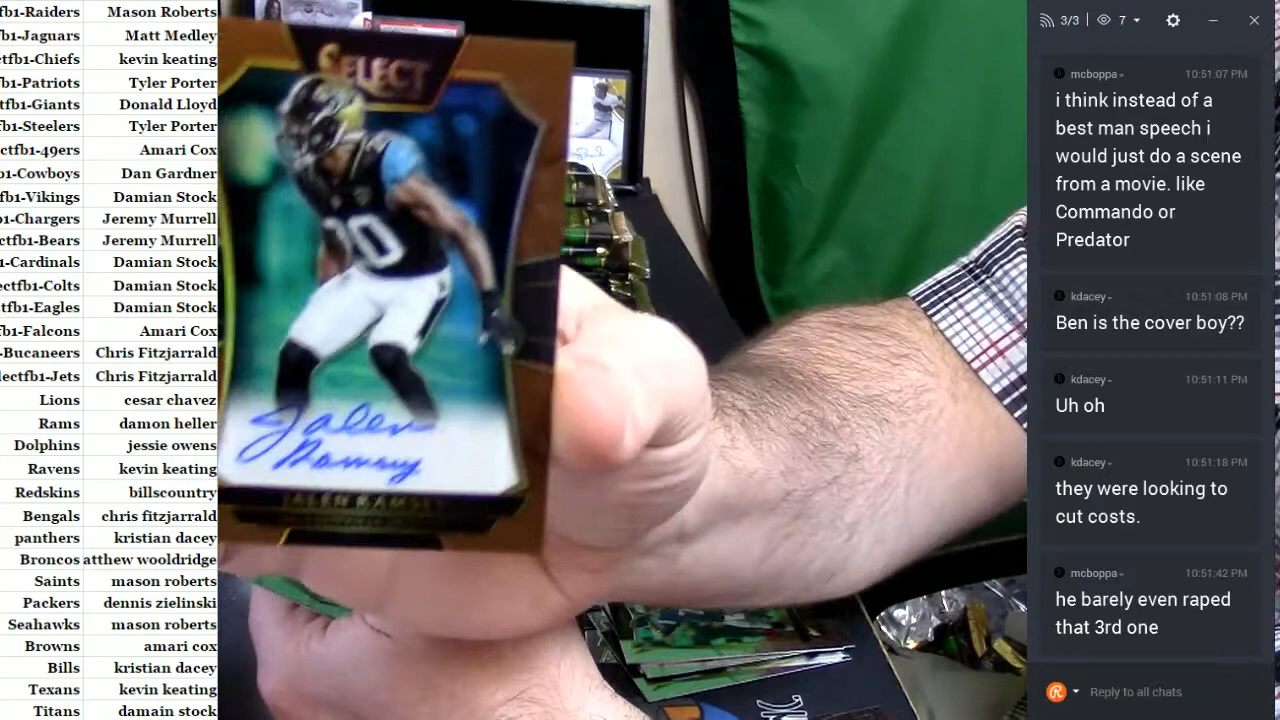 fb1-Raiders Mason Roberts
fb1-Jaguars Matt Medley
ctfb1-Chiefs kevin keating
fb1-Patriots Tyler Porter
ctfb1-Giants Donald Lloyd
fb1-Steelers Tyler Porter
ectfb1-49ers Amari Cox
fb1-Cowboys Dan Gardner
fb1-Vikings Damian Stock
fb1-Chargers Jeremy Murrell
ctfb1-Bears Jeremy Murrell
1-Cardinals Damian Stock
ectfb1-Colts Damian Stock
ctfb1-Eagles Damian Stock
fb1-Falcons Amari Cox
-Bucaneers Chris Fitzjarrald
lectfb1-Jets Chris Fitzjarrald
Lions cesar chavez
Rams damon heller
Dolphins jessie owens
Ravens kevin keating
Redskins billscountry
Bengals chris fitzjarrald
panthers kristian dacey
Broncos atthew wooldridge
Saints mason roberts
Packers dennis zielinski
Seahawks mason roberts
Browns amari cox
Bills kristian dacey
Texans kevin keating
Titans damain stock
SELECT
20
Jalen
Ramsey
JALEN RAMSEY
3/3 7
mcboppa 10:51:07 PM
i think instead of a
best man speech i
would just do a scene
from a movie. like
Commando or
Predator
kdacey 10:51:08 PM
Ben is the cover boy??
kdacey 10:51:11 PM
Uh oh
kdacey 10:51:18 PM
they were looking to
cut costs.
mcboppa 10:51:42 PM
he barely even raped
that 3rd one
Reply to all chats